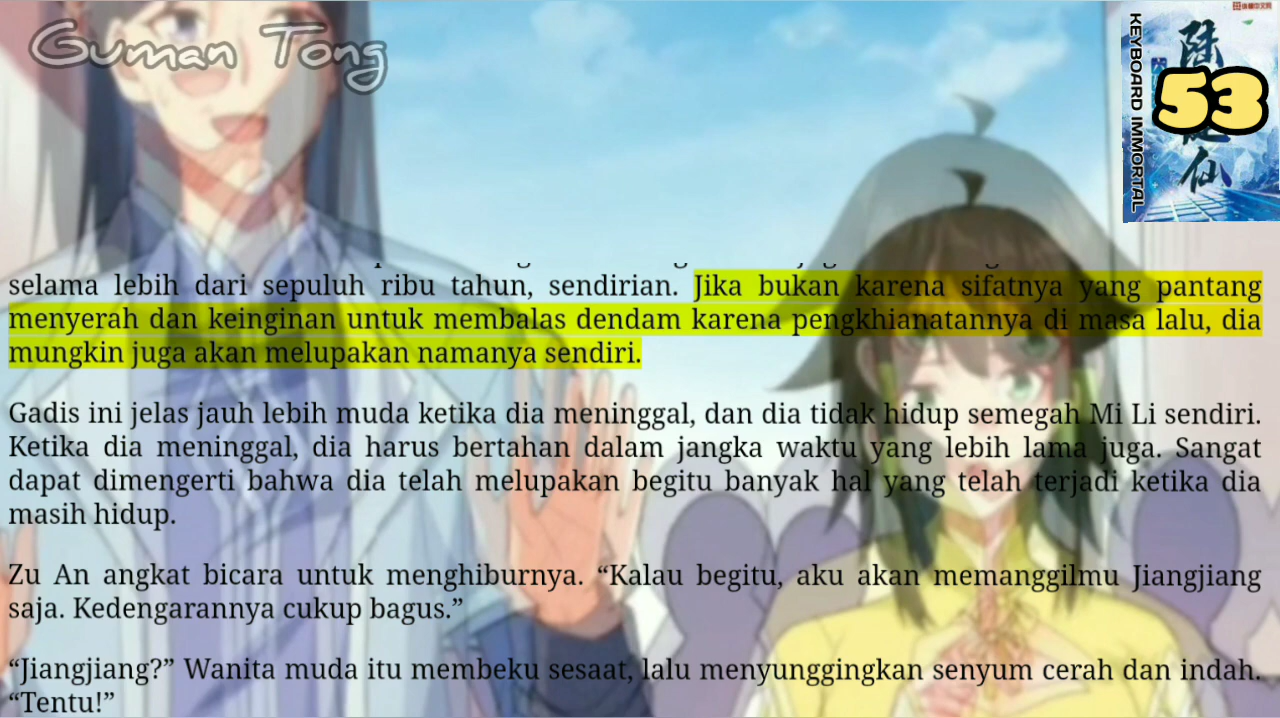 Guman Tong
KEYBOARD IMMORTAL
53
仙
selama lebih dari sepuluh ribu tahun, sendirian. Jika bukan karena sifatnya yang pantang
menyerah dan keinginan untuk membalas dendam karena pengkhianatannya di masa lalu, dia
mungkin juga akan melupakan namanya sendiri.
Gadis ini jelas jauh lebih muda ketika dia meninggal, dan dia tidak hidup semegah Mi Li sendiri.
Ketika dia meninggal, dia harus bertahan dalam jangka waktu yang lebih lama juga. Sangat
dapat dimengerti bahwa dia telah melupakan begitu banyak hal yang telah terjadi ketika dia
masih hidup.
Zu An angkat bicara untuk menghiburnya. “Kalau begitu, aku akan memanggilmu Jiangjiang
saja. Kedengarannya cukup bagus.”
“Jiangjiang?” Wanita muda itu membeku sesaat, lalu menyunggingkan senyum cerah dan indah.
“Tentu!”